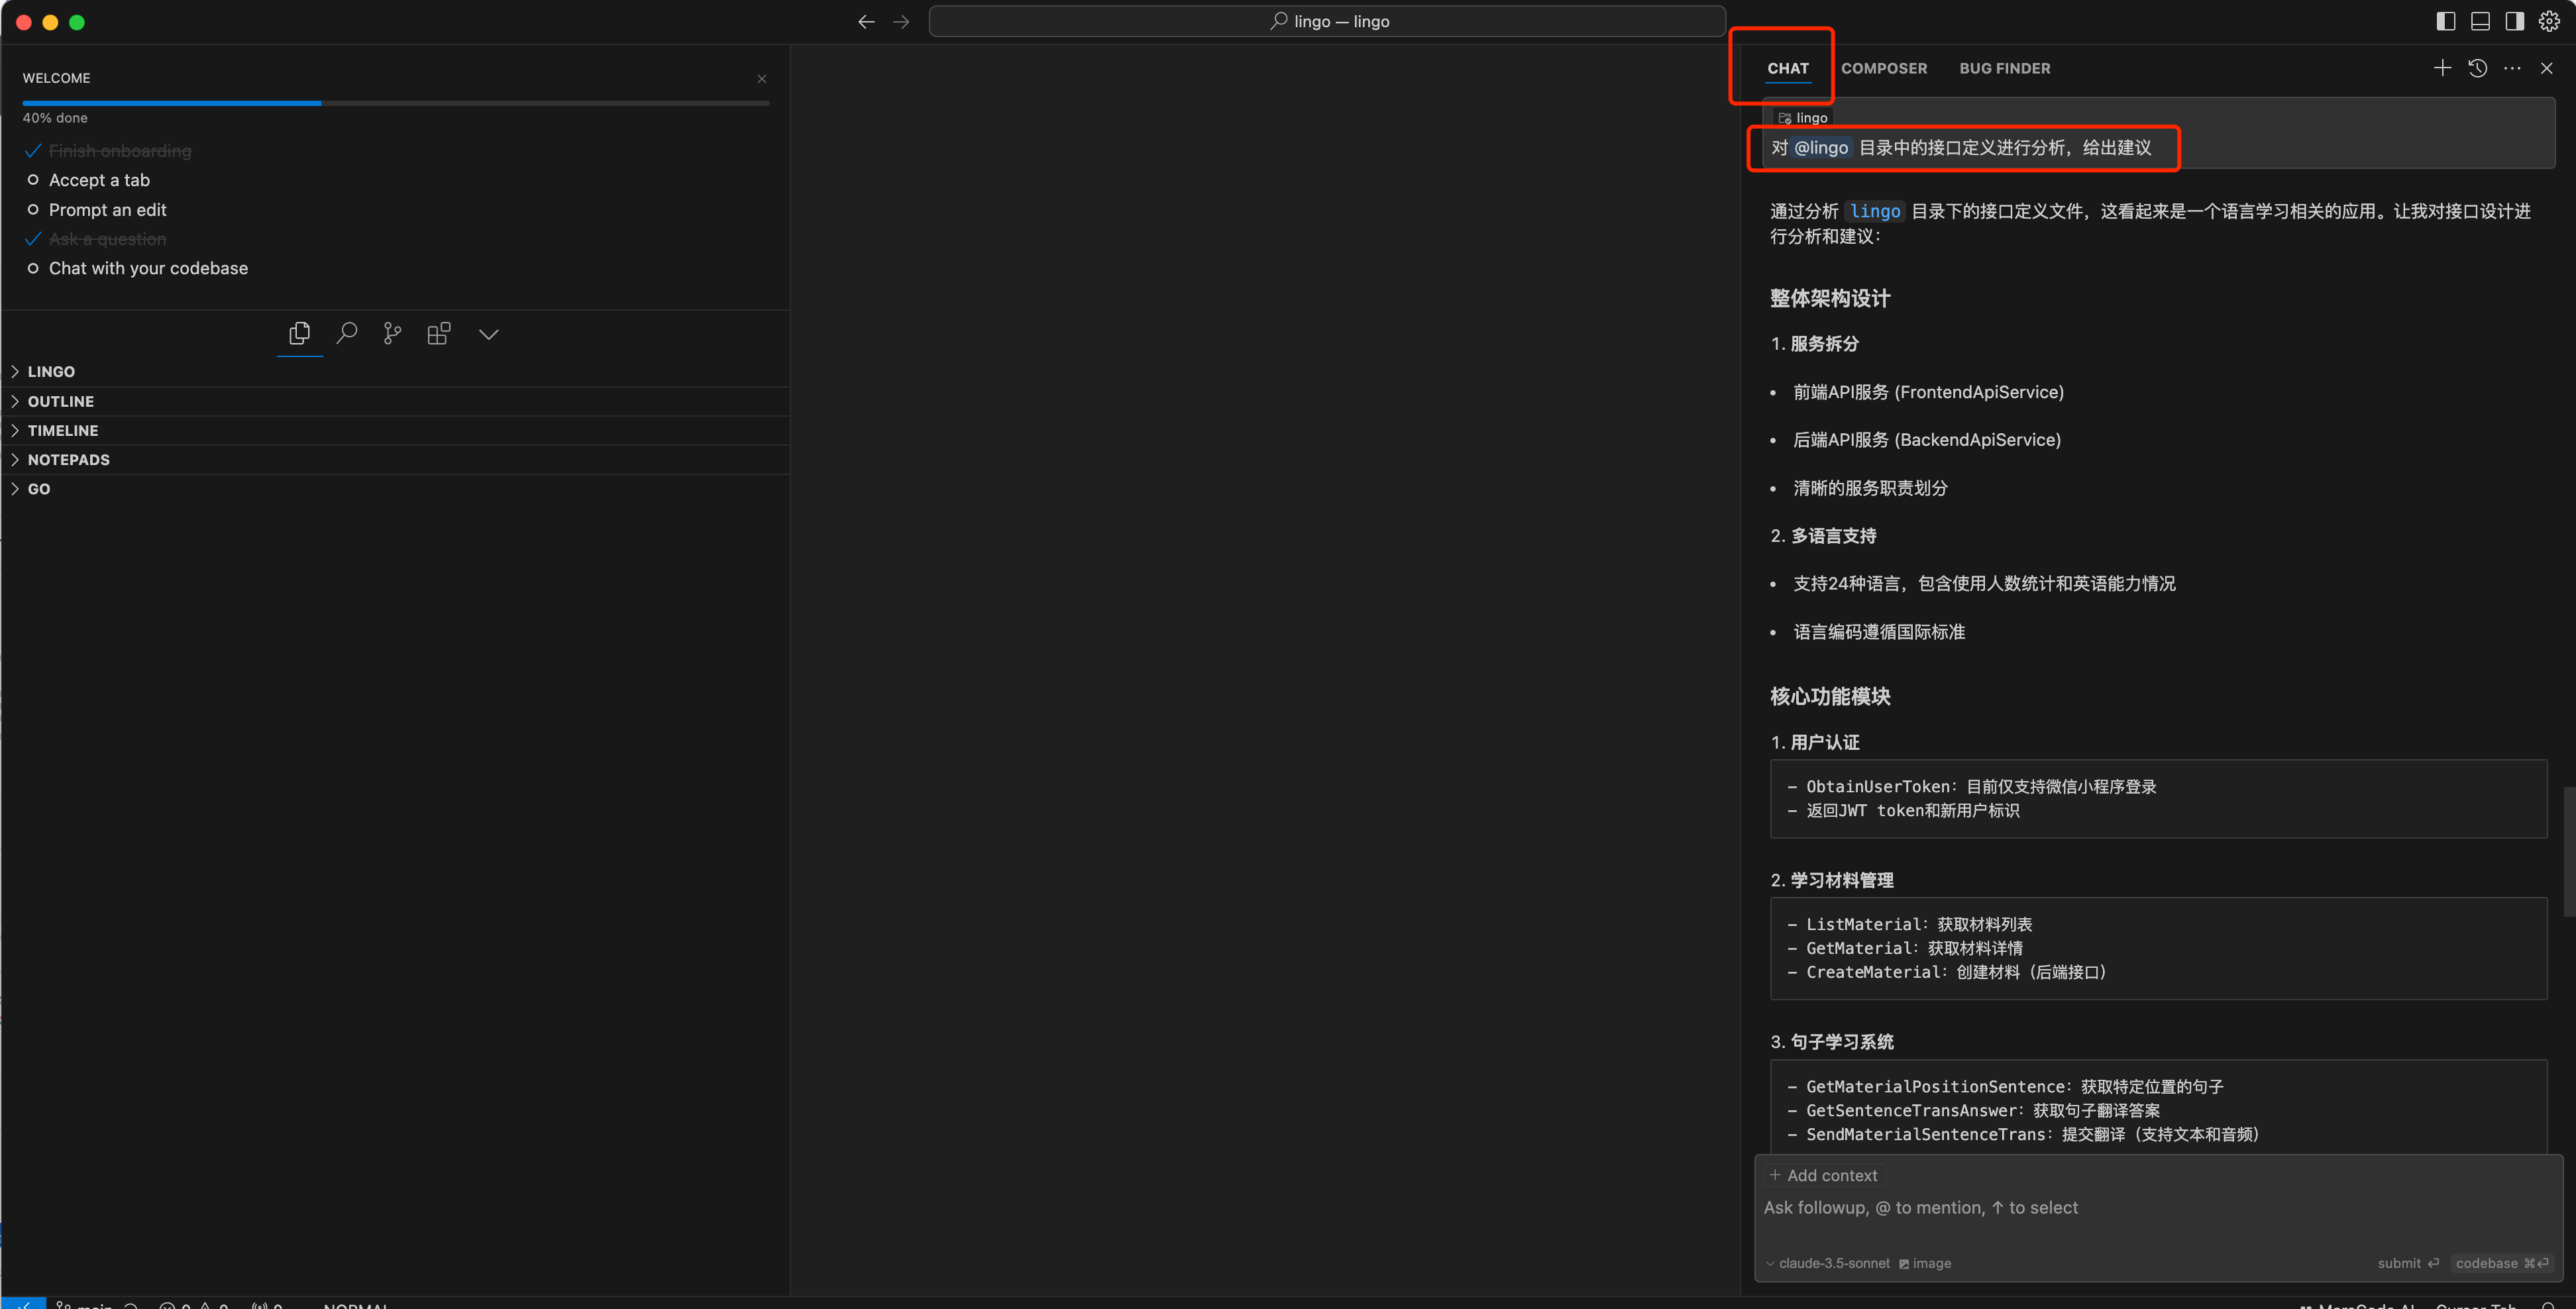 lingo — lingo
WELCOME
40% done
Finish onboarding
Accept a tab
Prompt an edit
Ask a question
Chat with your codebase
LINGO
OUTLINE
TIMELINE
NOTEPADS
GO
CHAT COMPOSER BUG FINDER
lingo
对 @lingo 目录中的接口定义进行分析，给出建议
通过分析 lingo 目录下的接口定义文件，这看起来是一个语言学习相关的应用。让我对接口设计进
行分析和建议：
整体架构设计
1. 服务拆分
• 前端API服务 (FrontendApiService)
• 后端API服务 (BackendApiService)
• 清晰的服务职责划分
2. 多语言支持
• 支持24种语言，包含使用人数统计和英语能力情况
• 语言编码遵循国际标准
核心功能模块
1. 用户认证
- ObtainUserToken：目前仅支持微信小程序登录
- 返回JWT token和新用户标识
2. 学习材料管理
- ListMaterial：获取材料列表
- GetMaterial：获取材料详情
- CreateMaterial：创建材料（后端接口）
3. 句子学习系统
- GetMaterialPositionSentence：获取特定位置的句子
- GetSentenceTransAnswer：获取句子翻译答案
- SendMaterialSentenceTrans：提交翻译（支持文本和音频）
+ Add context
Ask followup, @ to mention, ↑ to select
claude-3.5-sonnet image
submit ⏎ codebase ⌘⏎
main 0 0 0 NORMAL
MarsCode AI Cursor Tab